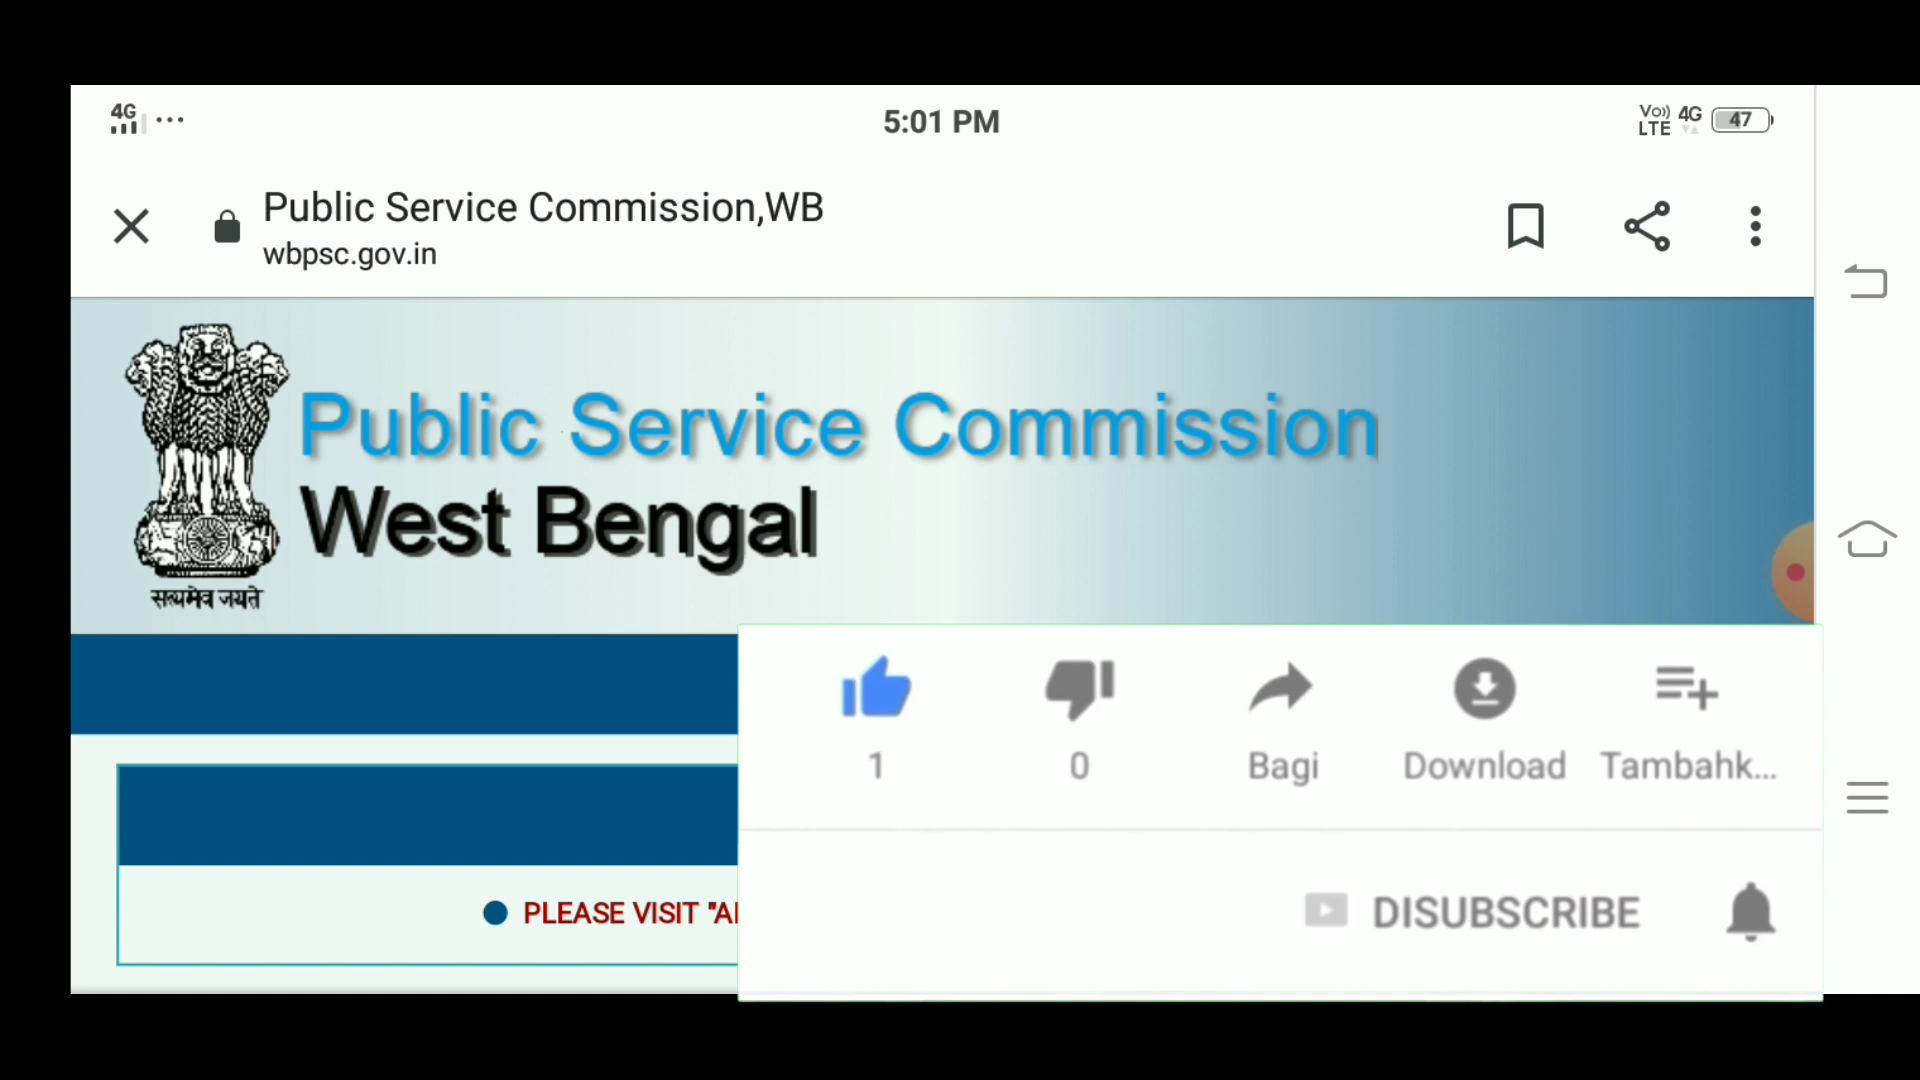 4G
5:01 PM
Vo)) LTE 4G 47
Public Service Commission,WB
wbpsc.gov.in
Public Service Commission
West Bengal
सत्यमेव जयते
1
0
Bagi
Download
Tambahk...
PLEASE VISIT "A
DISUBSCRIBE